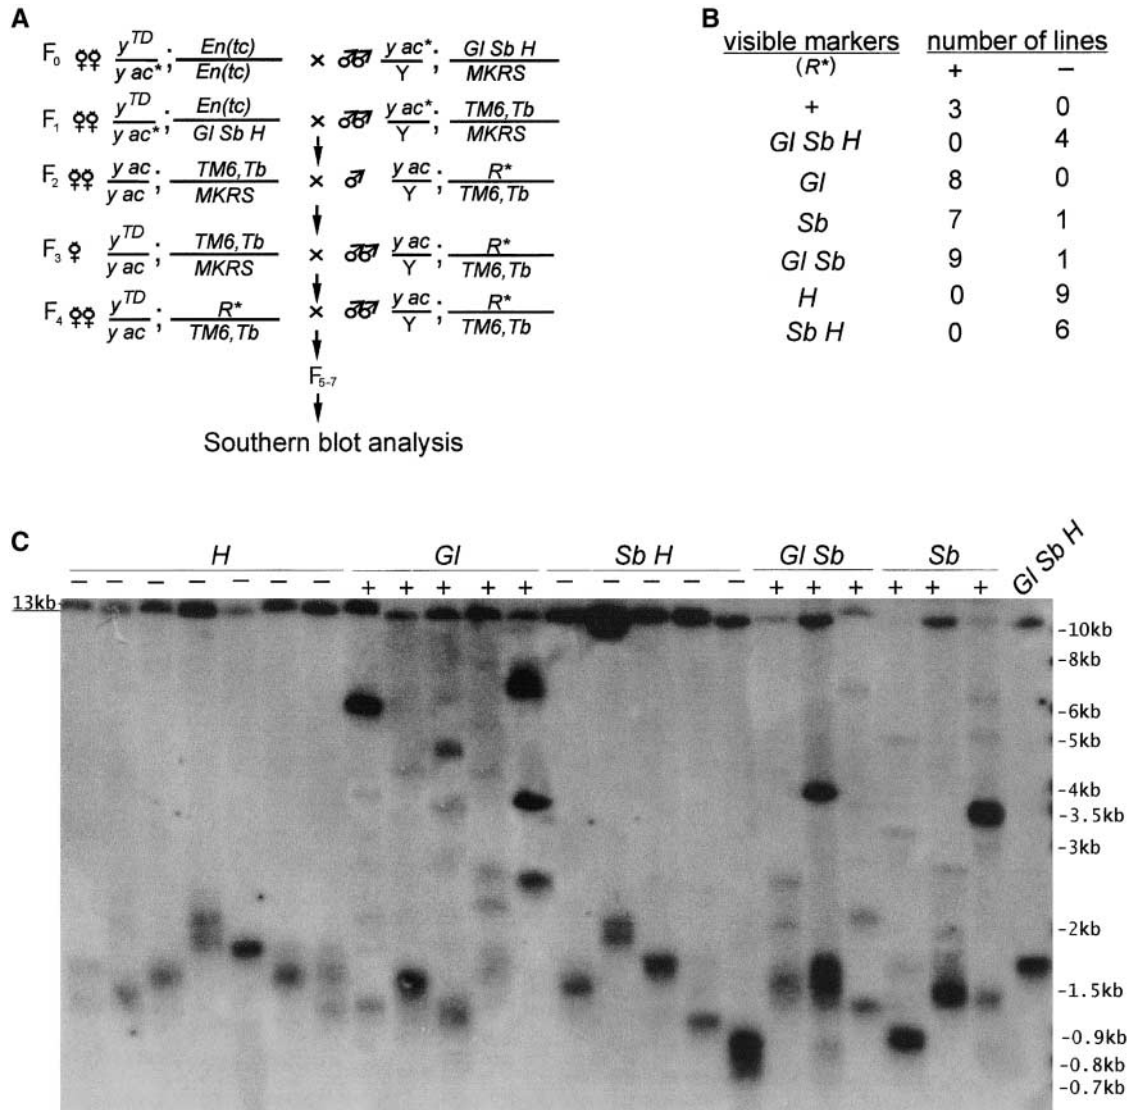 A
F₀ ♀♀ yTD / y ac* ; En(tc) / En(tc) × ♂♂ y ac* / Y ; Gl Sb H / MKRS
F₁ ♀♀ yTD / y ac* ; En(tc) / Gl Sb H × ♂♂ y ac* / Y ; TM6,Tb / MKRS
F₂ ♀♀ y ac / y ac ; TM6,Tb / MKRS × ♂ y ac / Y ; R* / TM6,Tb
F₃ ♀ yTD / y ac ; TM6,Tb / MKRS × ♂♂ y ac / Y ; R* / TM6,Tb
F₄ ♀♀ yTD / y ac ; R* / TM6,Tb × ♂♂ y ac / Y ; R* / TM6,Tb
F₅₋₇
Southern blot analysis
B
visible markers number of lines
(R*) + −
+ 3 0
Gl Sb H 0 4
Gl 8 0
Sb 7 1
Gl Sb 9 1
H 0 9
Sb H 0 6
C
H Gl Sb H Gl Sb Sb Gl Sb H
− − − − − − − + + + + + − − − − − + + + + + +
13kb
-10kb
-8kb
-6kb
-5kb
-4kb
-3.5kb
-3kb
-2kb
-1.5kb
-0.9kb
-0.8kb
-0.7kb